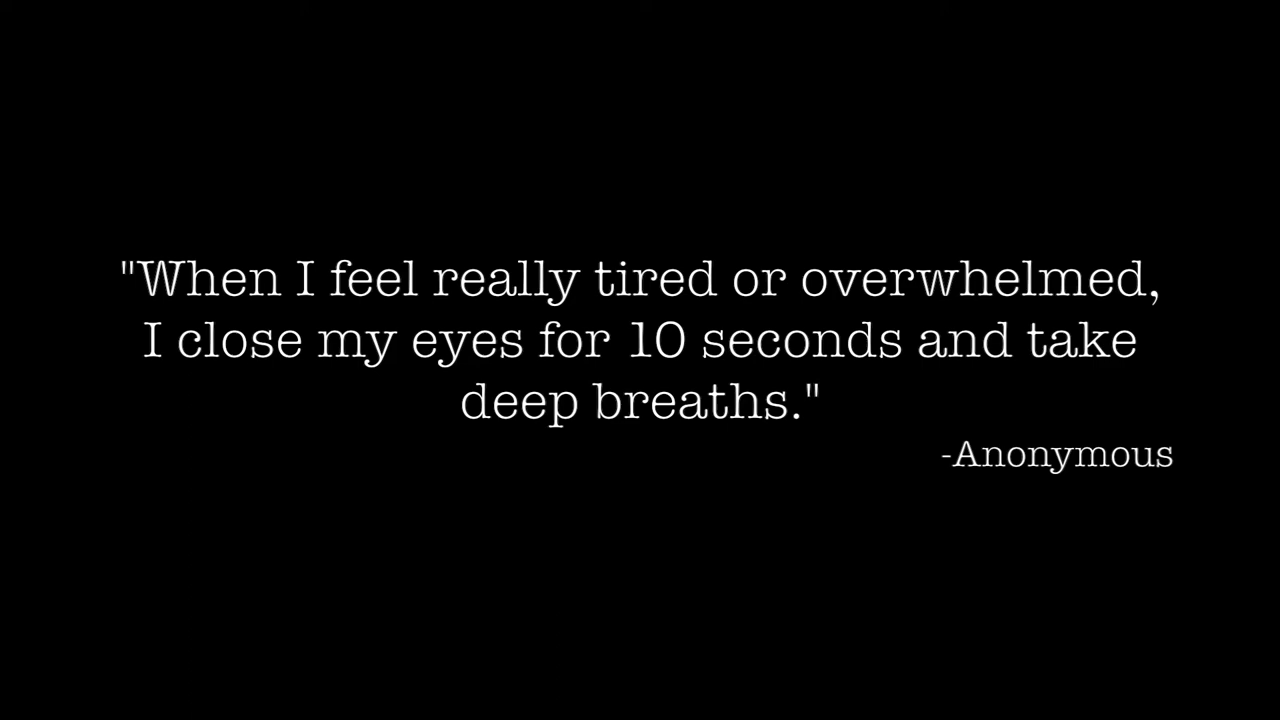 "When I feel really tired or overwhelmed,
I close my eyes for 10 seconds and take
deep breaths."
-Anonymous